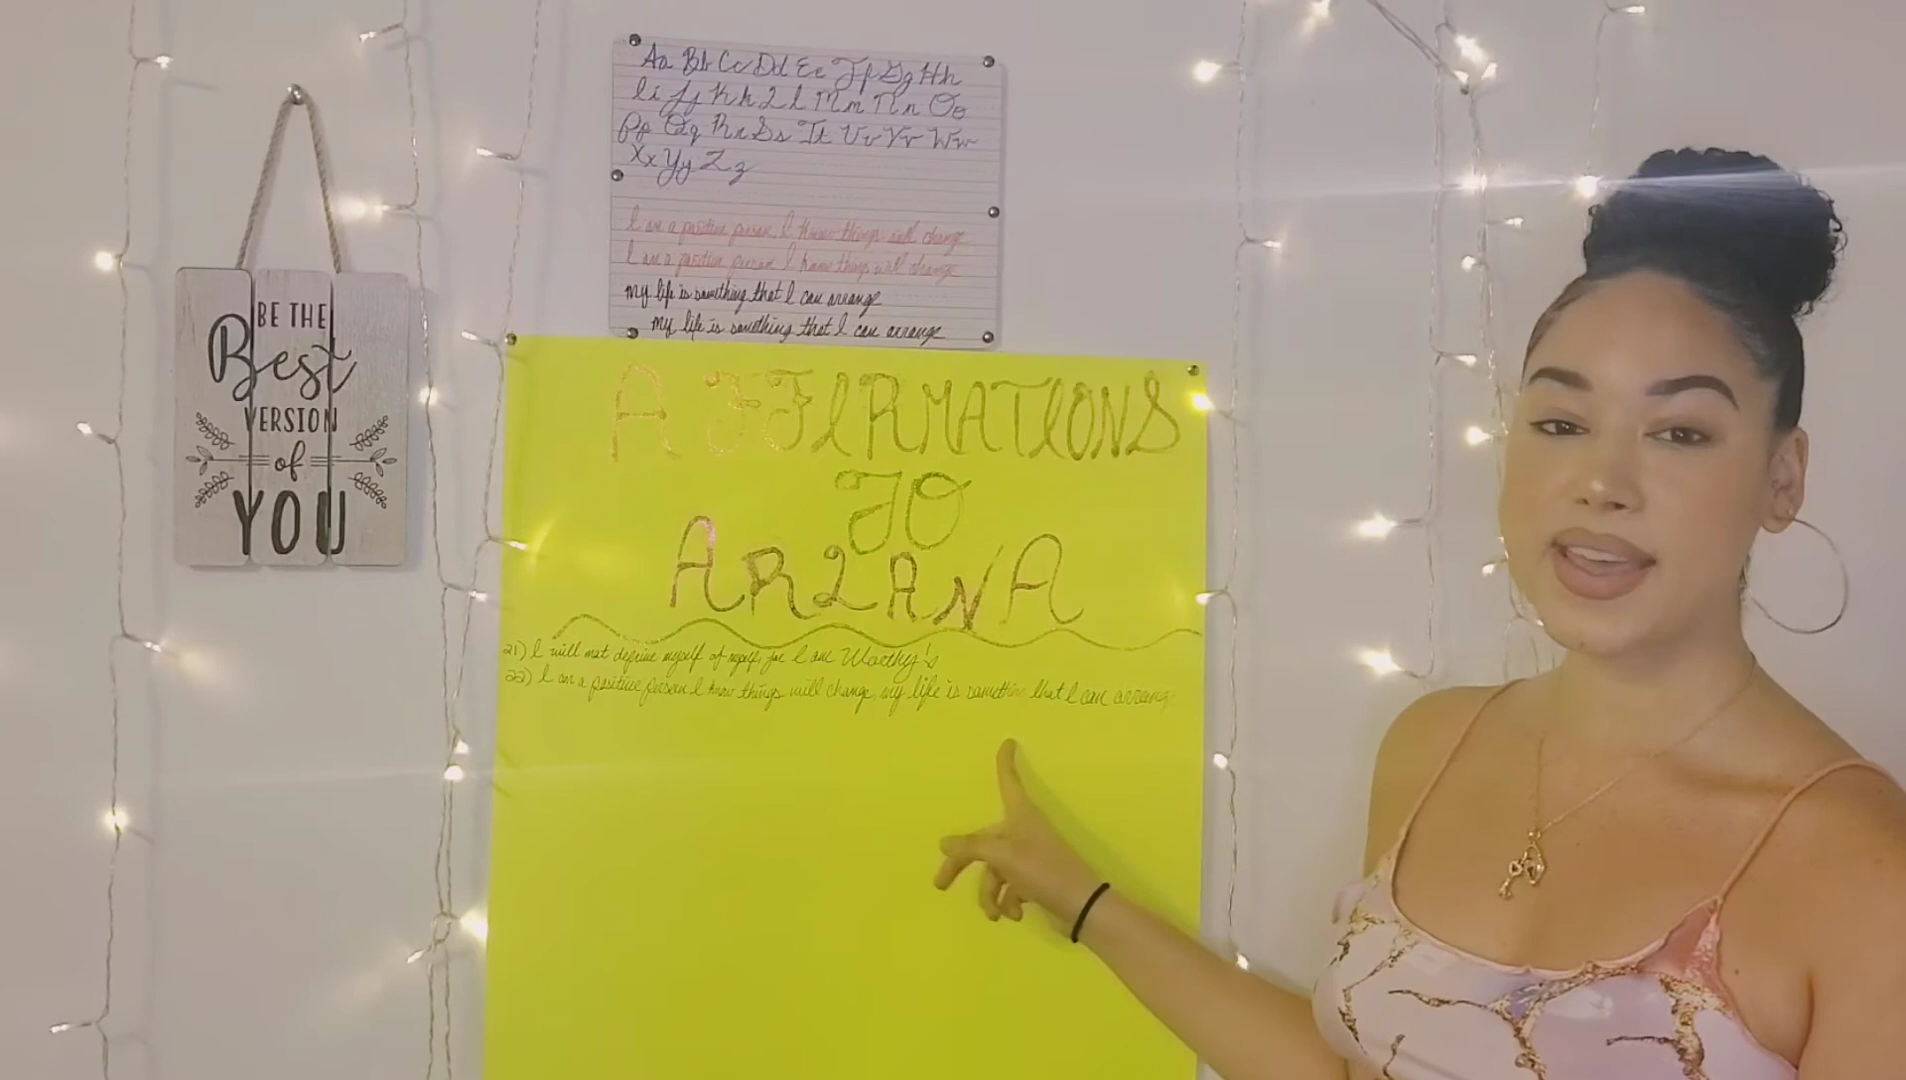 BE THE
Best
VERSION
of
YOU
Aa Bb Cc Dd Ee Ff Gg Hh
Ii Jj Kk Ll Mm Nn Oo
Pp Qq Rr Ss Tt Uu Vv Ww
Xx Yy Zz
I am a positive person, I know things will change
I am a positive person I know things will change
my life is something that I can arrange
my life is something that I can arrange
AFFIRMATIONS
TO
ARIANA
21) I will not define myself of myself, for I am Worthy's
22) I am a positive person I know things will change, my life is something that I can arrange